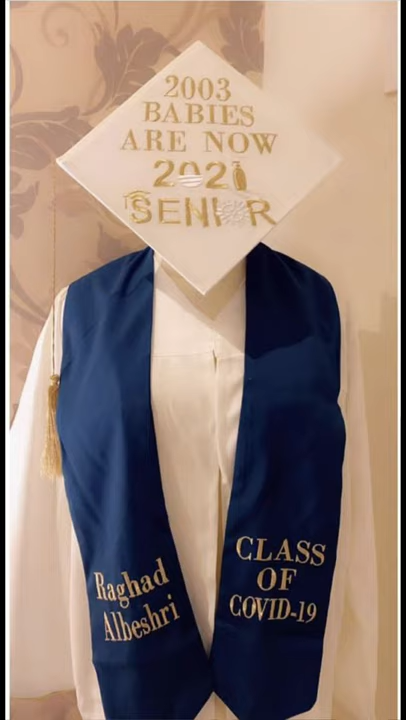 2003
BABIES
ARE NOW
2021
SENIOR
Raghad
Albeshri
CLASS
OF
COVID-19